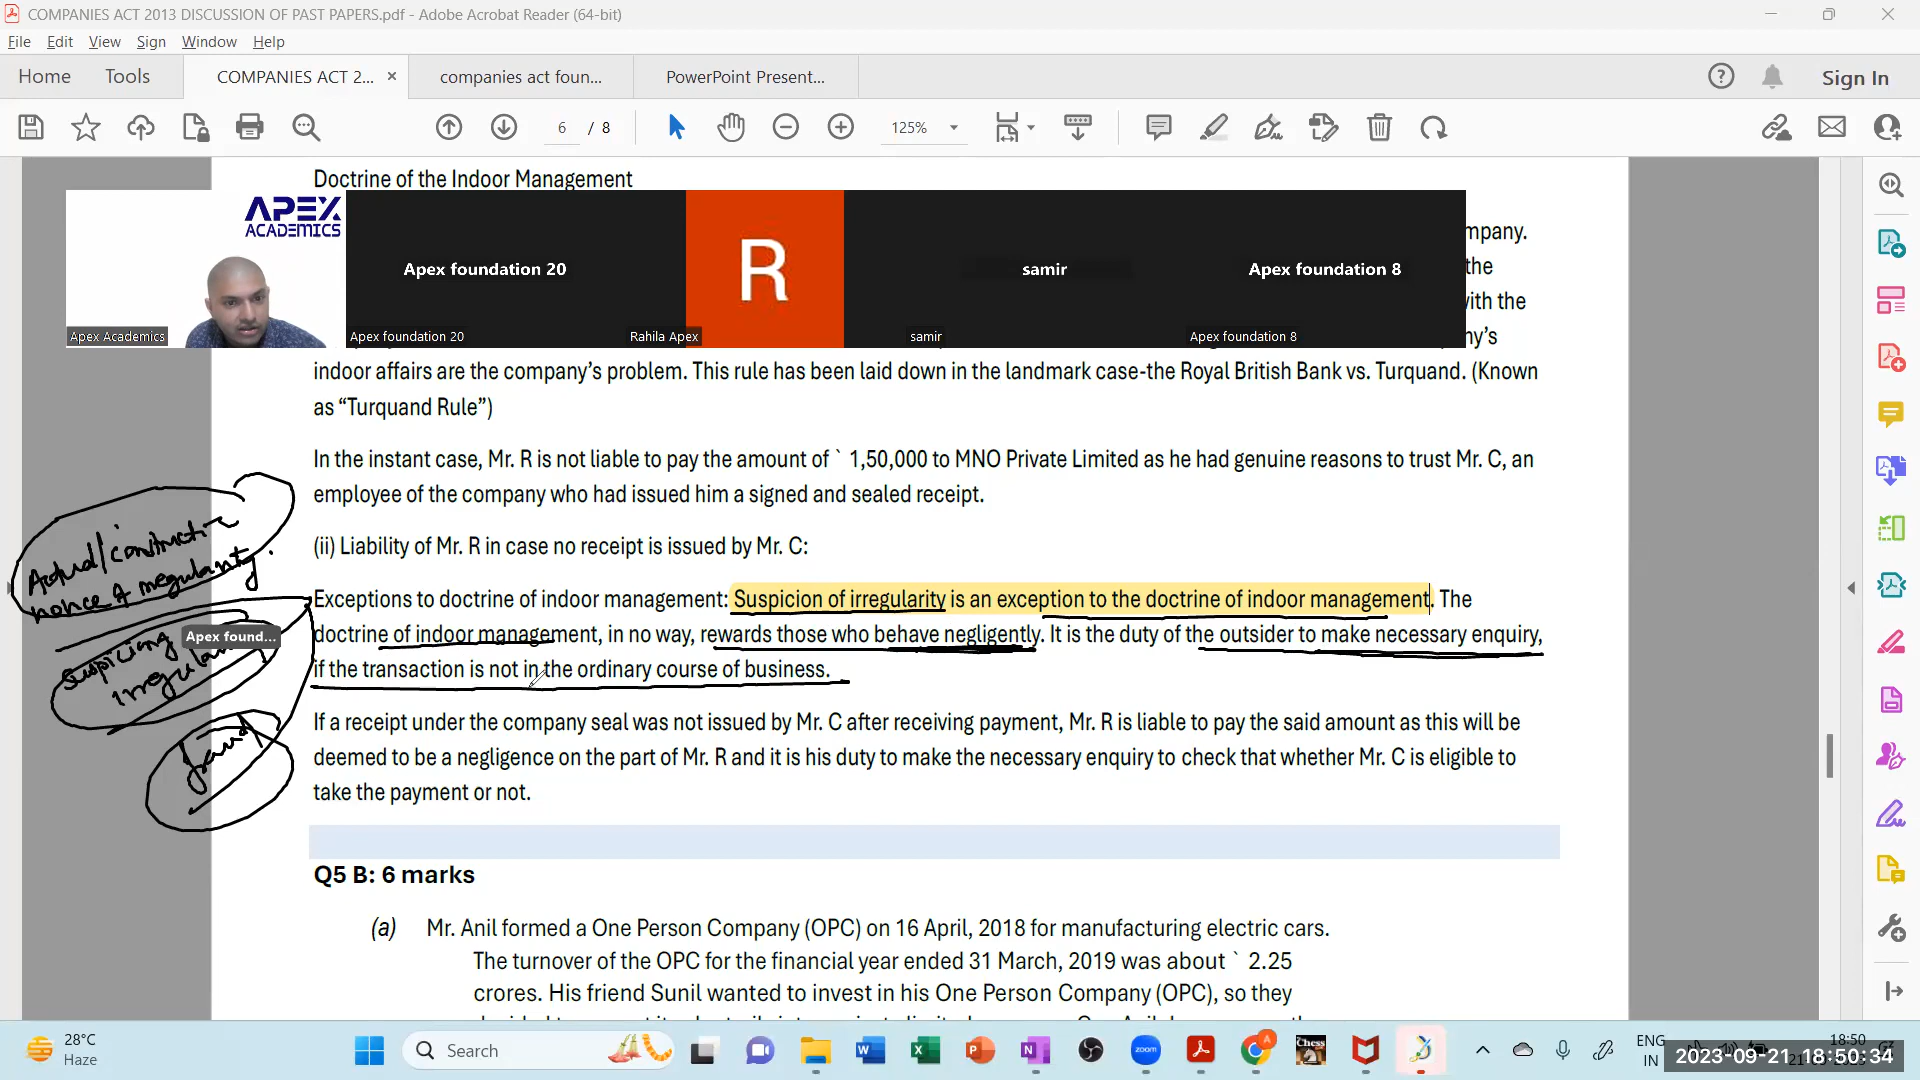 COMPANIES ACT 2013 DISCUSSION OF PAST PAPERS.pdf - Adobe Acrobat Reader (64-bit)
File Edit View Sign Window Help
Home Tools COMPANIES ACT 2... × companies act foun... PowerPoint Present... Sign In
6 / 8 125%
Doctrine of the Indoor Management
APEX
ACADEMICS
mpany.
the
with the
ny's
Apex foundation 20 R samir Apex foundation 8
Apex Academics Apex foundation 20 Rahila Apex samir Apex foundation 8
indoor affairs are the company's problem. This rule has been laid down in the landmark case-the Royal British Bank vs. Turquand. (Known
as “Turquand Rule”)
In the instant case, Mr. R is not liable to pay the amount of ` 1,50,000 to MNO Private Limited as he had genuine reasons to trust Mr. C, an
employee of the company who had issued him a signed and sealed receipt.
(ii) Liability of Mr. R in case no receipt is issued by Mr. C:
Exceptions to doctrine of indoor management: Suspicion of irregularity is an exception to the doctrine of indoor management. The
doctrine of indoor management, in no way, rewards those who behave negligently. It is the duty of the outsider to make necessary enquiry,
if the transaction is not in the ordinary course of business.
If a receipt under the company seal was not issued by Mr. C after receiving payment, Mr. R is liable to pay the said amount as this will be
deemed to be a negligence on the part of Mr. R and it is his duty to make the necessary enquiry to check that whether Mr. C is eligible to
take the payment or not.
Apex found...
Q5 B: 6 marks
(a) Mr. Anil formed a One Person Company (OPC) on 16 April, 2018 for manufacturing electric cars.
The turnover of the OPC for the financial year ended 31 March, 2019 was about ` 2.25
crores. His friend Sunil wanted to invest in his One Person Company (OPC), so they
28°C
Haze
Search
zoom
Chess
ENG
IN
18:50
2023-09-21 18:50:34